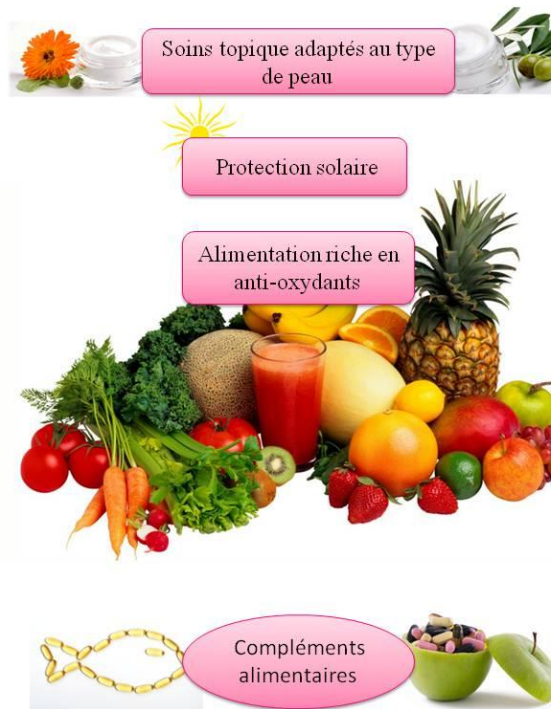 Soins topique adaptés au type
de peau
Protection solaire
Alimentation riche en
anti-oxydants
Compléments
alimentaires